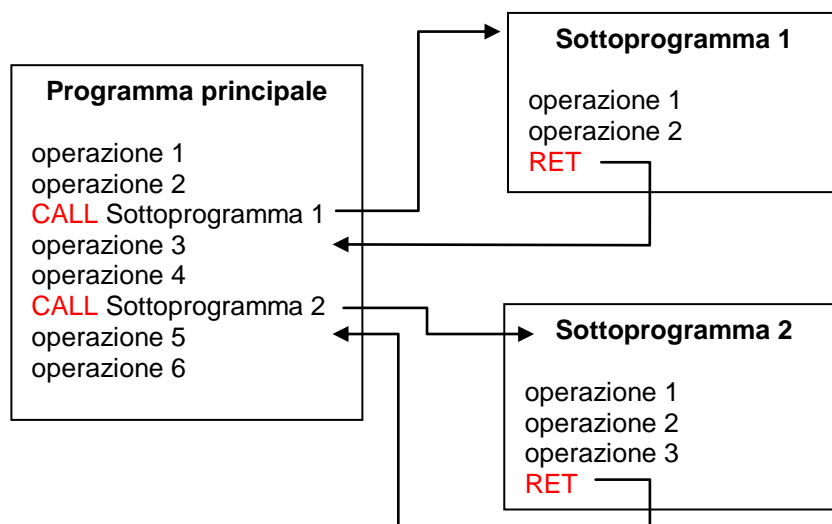 Programma principale
operazione 1
operazione 2
CALL Sottoprogramma 1
operazione 3
operazione 4
CALL Sottoprogramma 2
operazione 5
operazione 6
Sottoprogramma 1
operazione 1
operazione 2
RET
Sottoprogramma 2
operazione 1
operazione 2
operazione 3
RET